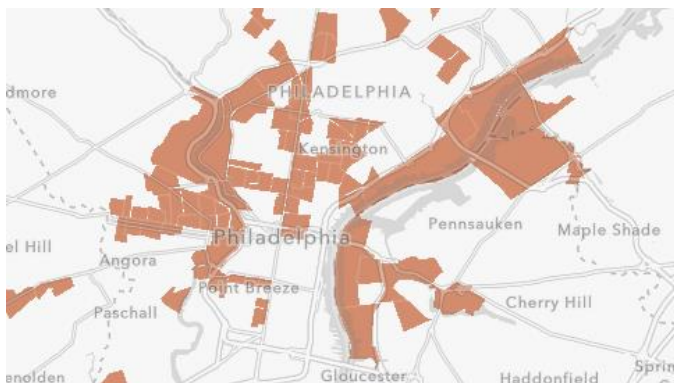 dmore
PHILADELPHIA
Kensington
Pennsauken
Maple Shade
Philadelphia
el Hill
Angora
Point Breeze
Cherry Hill
Paschall
enolden
Gloucester
Haddonfield
Sprin